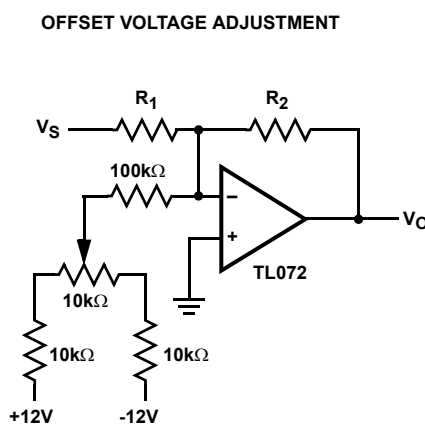 OFFSET VOLTAGE ADJUSTMENT
R1
R2
VS
100kΩ
−
+
VO
TL072
10kΩ
10kΩ
10kΩ
+12V
-12V